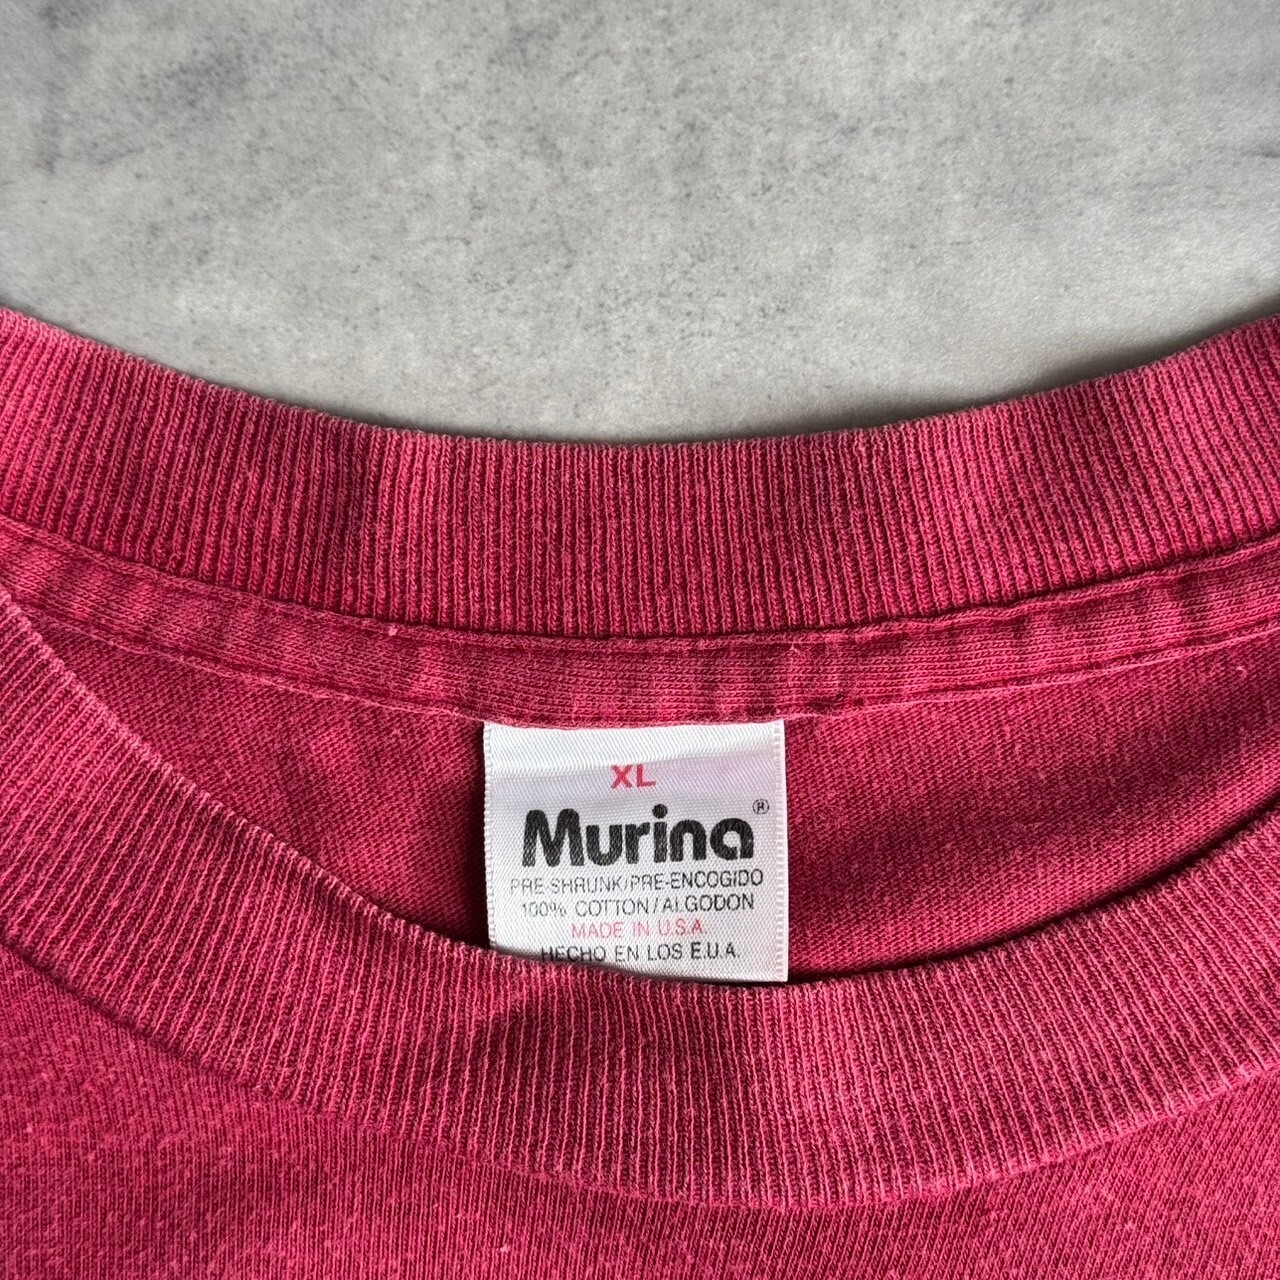 XL
Murina®
PRE-SHRUNK/PRE-ENCOGIDO
100% COTTON/ALGODON
MADE IN U.S.A.
HECHO EN LOS E.U.A.